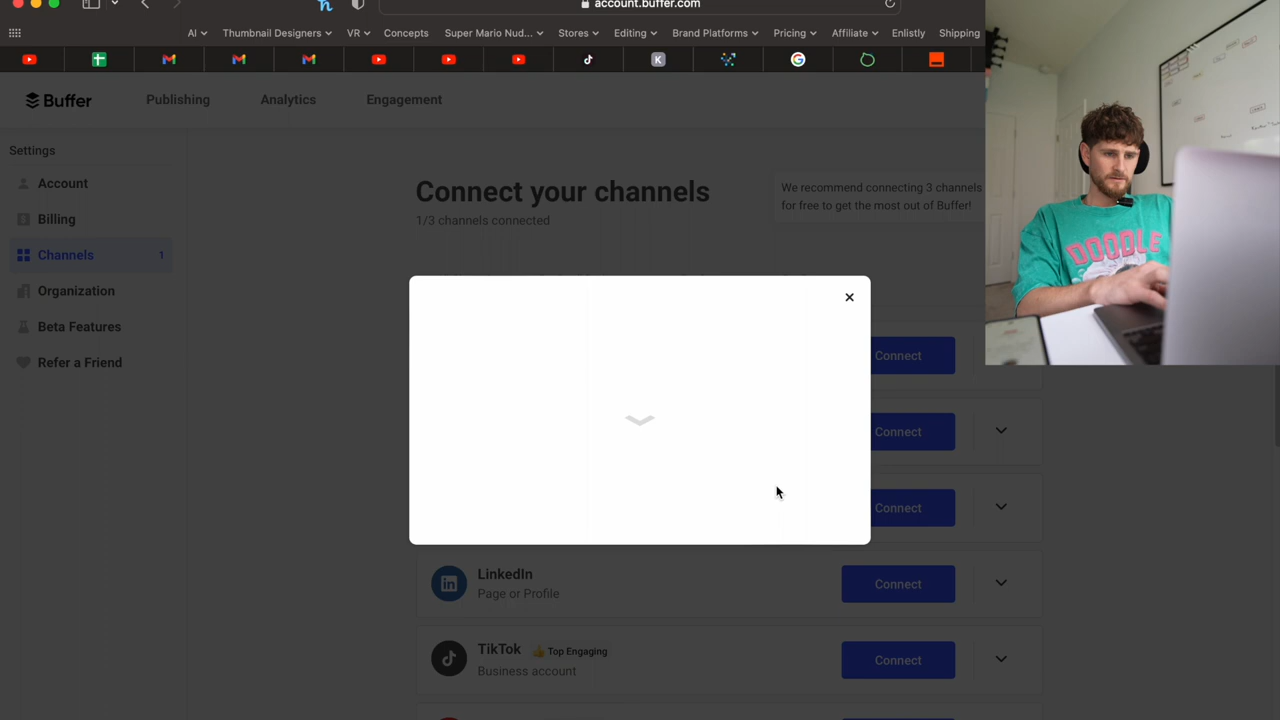 account.buffer.com
AI
Thumbnail Designers
VR
Concepts
Super Mario Nud...
Stores
Editing
Brand Platforms
Pricing
Affiliate
Enlistly
Shipping
K
Buffer
Publishing
Analytics
Engagement
Settings
Account
Billing
Channels 1
Organization
Beta Features
Refer a Friend
Connect your channels
1/3 channels connected
We recommend connecting 3 channels
for free to get the most out of Buffer!
Connect
Connect
Connect
in
LinkedIn
Page or Profile
Connect
TikTok
👍 Top Engaging
Business account
Connect
DOODLE